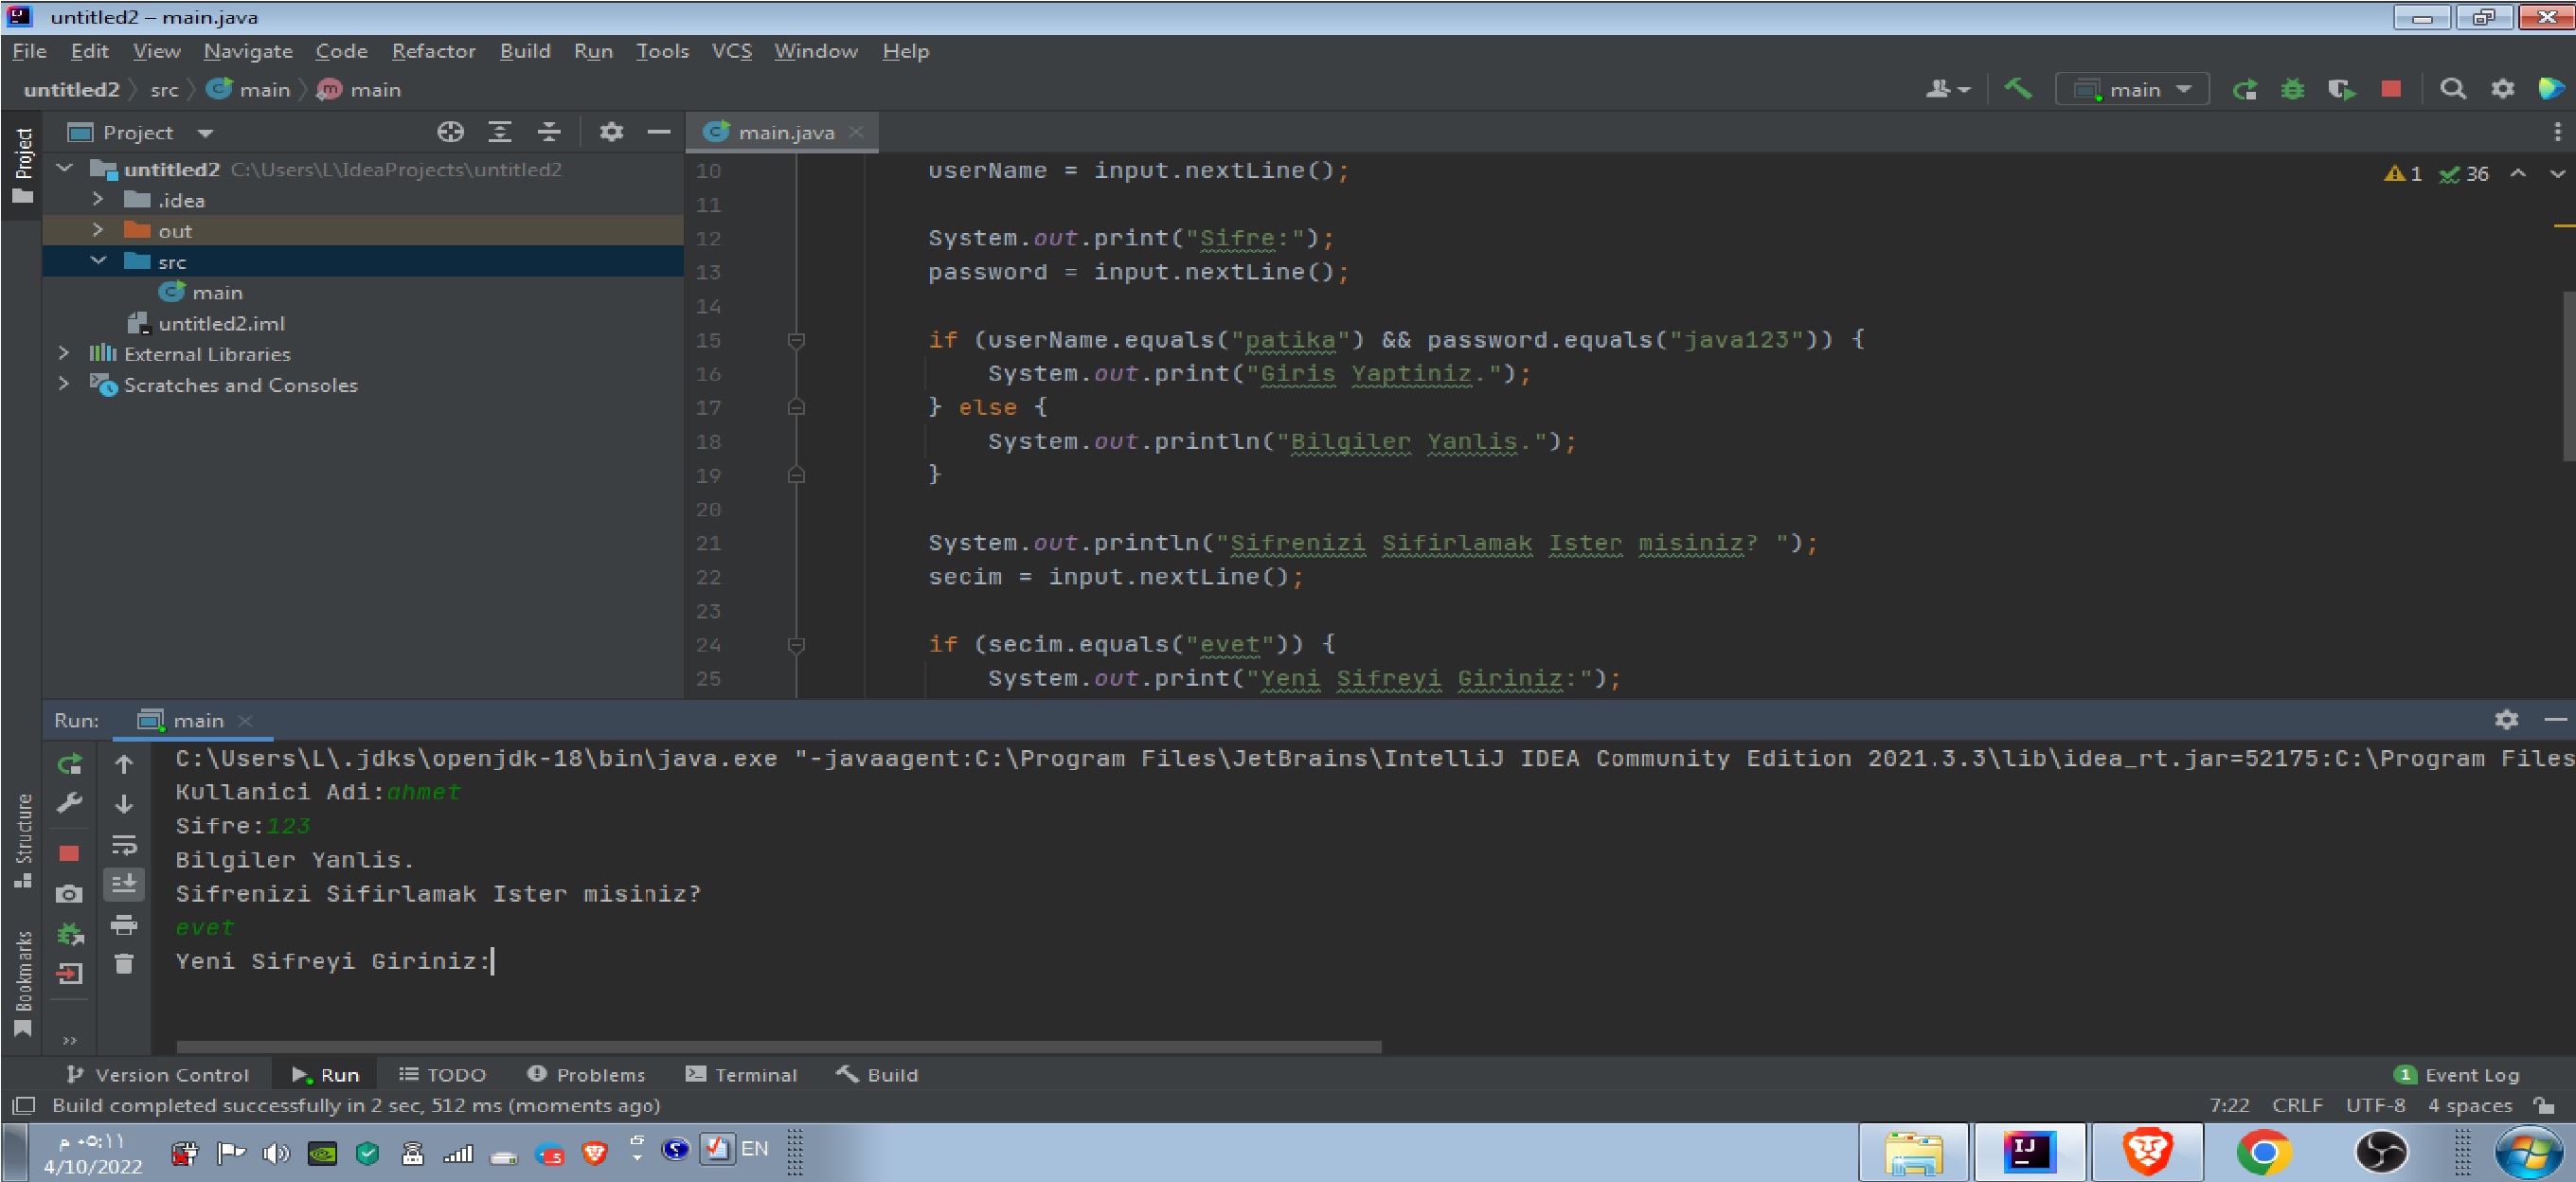 untitled2 – main.java
File Edit View Navigate Code Refactor Build Run Tools VCS Window Help
untitled2 src main main main
Project main.java
Project
untitled2 C:\Users\L\IdeaProjects\untitled2
.idea
out
src
main
untitled2.iml
External Libraries
Scratches and Consoles
1 36
10 userName = input.nextLine();
11
12 System.out.print("Sifre:");
13 password = input.nextLine();
14
15 if (userName.equals("patika") && password.equals("java123")) {
16 System.out.print("Giris Yaptiniz.");
17 } else {
18 System.out.println("Bilgiler Yanlis.");
19 }
20
21 System.out.println("Sifrenizi Sifirlamak Ister misiniz? ");
22 secim = input.nextLine();
23
24 if (secim.equals("evet")) {
25 System.out.print("Yeni Sifreyi Giriniz:");
Run: main
C:\Users\L\.jdks\openjdk-18\bin\java.exe "-javaagent:C:\Program Files\JetBrains\IntelliJ IDEA Community Edition 2021.3.3\lib\idea_rt.jar=52175:C:\Program Files
Kullanici Adi:ahmet
Sifre:123
Bilgiler Yanlis.
Sifrenizi Sifirlamak Ister misiniz?
evet
Yeni Sifreyi Giriniz:
Structure
Bookmarks
Version Control Run TODO Problems Terminal Build 1 Event Log
Build completed successfully in 2 sec, 512 ms (moments ago) 7:22 CRLF UTF-8 4 spaces
٠٥:١١ م
4/10/2022
EN
IJ